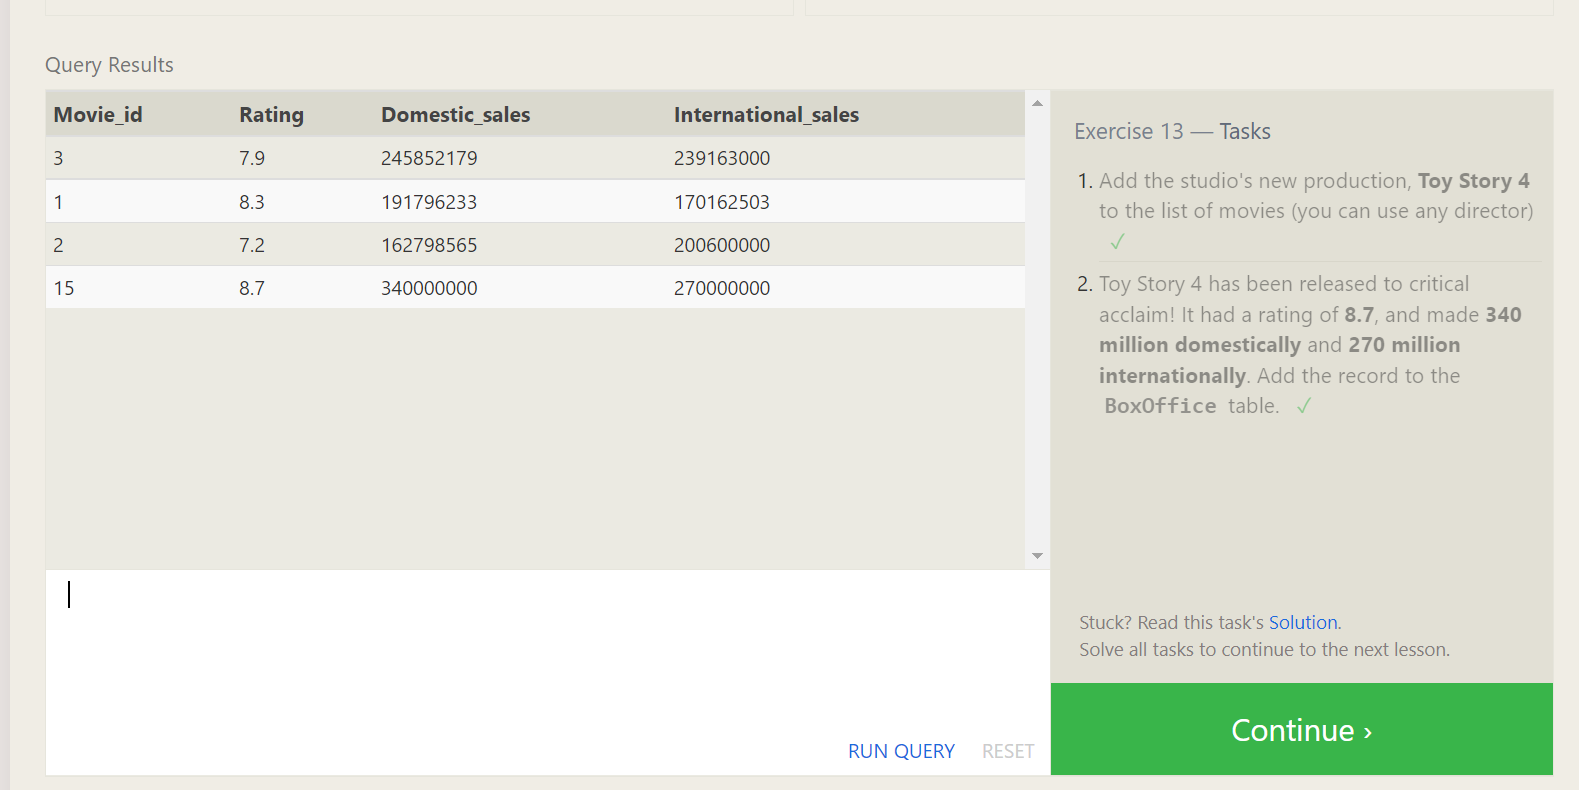 Query Results
Movie_id Rating Domestic_sales International_sales
3 7.9 245852179 239163000
1 8.3 191796233 170162503
2 7.2 162798565 200600000
15 8.7 340000000 270000000
RUN QUERY RESET
Exercise 13 — Tasks
1. Add the studio's new production, Toy Story 4
to the list of movies (you can use any director)
✓
2. Toy Story 4 has been released to critical
acclaim! It had a rating of 8.7, and made 340
million domestically and 270 million
internationally. Add the record to the
BoxOffice table. ✓
Stuck? Read this task's Solution.
Solve all tasks to continue to the next lesson.
Continue ›